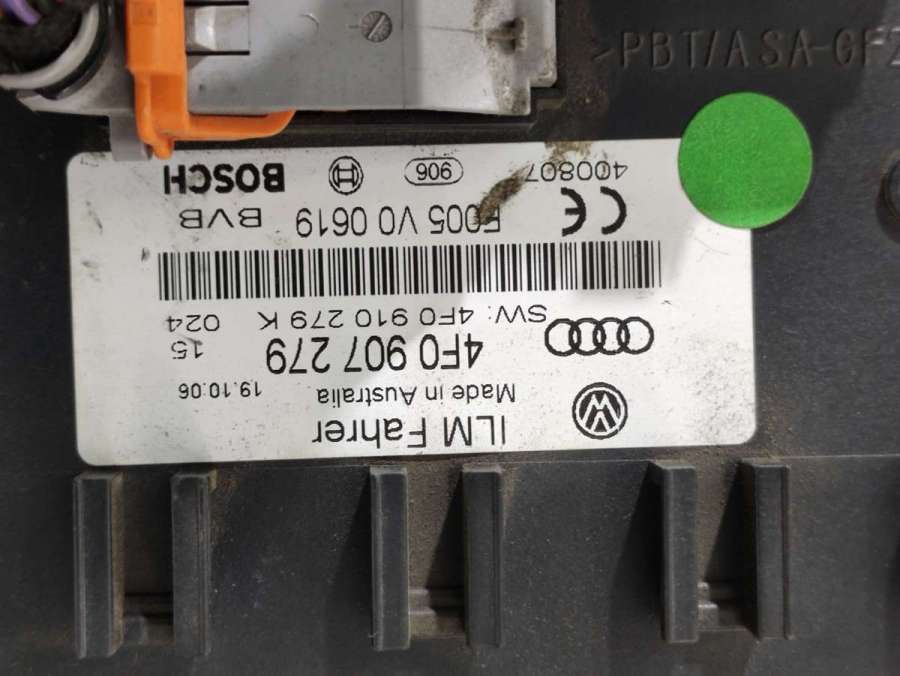 ILM Fahrer
Made in Australia 19.10.06
4F0 907 279 15
SW: 4F0 910 279 K 024
F005 V0 0619 BVB
CE
400807 906 BOSCH
>PBT/ASA-GF